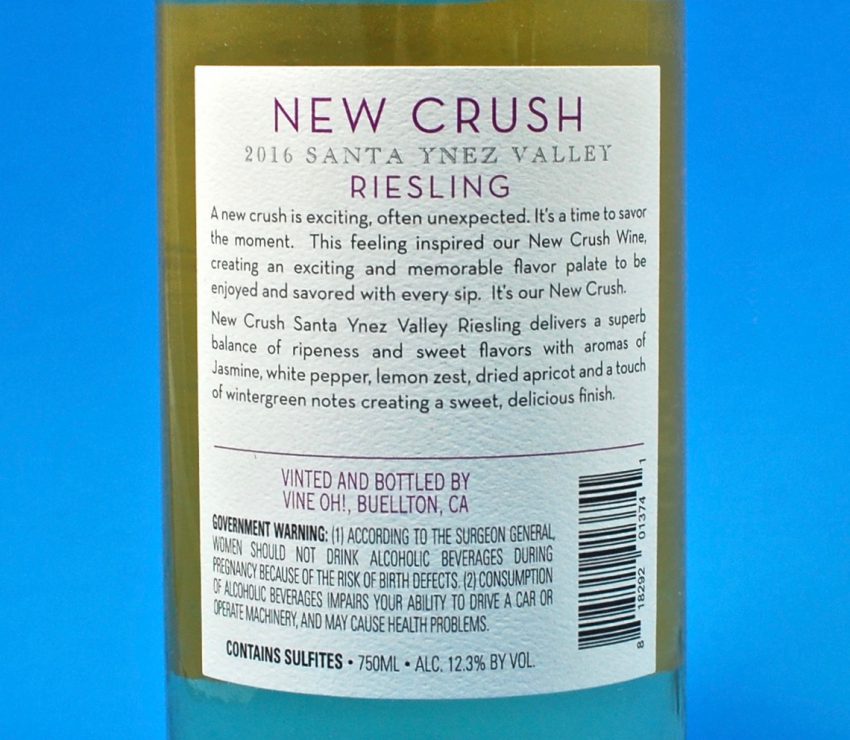 NEW CRUSH
2016 SANTA YNEZ VALLEY
RIESLING
A new crush is exciting, often unexpected. It's a time to savor
the moment. This feeling inspired our New Crush Wine,
creating an exciting and memorable flavor palate to be
enjoyed and savored with every sip. It's our New Crush.
New Crush Santa Ynez Valley Riesling delivers a superb
balance of ripeness and sweet flavors with aromas of
Jasmine, white pepper, lemon zest, dried apricot and a touch
of wintergreen notes creating a sweet, delicious finish.
VINTED AND BOTTLED BY
VINE OH!, BUELLTON, CA
GOVERNMENT WARNING: (1) ACCORDING TO THE SURGEON GENERAL,
WOMEN SHOULD NOT DRINK ALCOHOLIC BEVERAGES DURING
PREGNANCY BECAUSE OF THE RISK OF BIRTH DEFECTS. (2) CONSUMPTION
OF ALCOHOLIC BEVERAGES IMPAIRS YOUR ABILITY TO DRIVE A CAR OR
OPERATE MACHINERY, AND MAY CAUSE HEALTH PROBLEMS.
CONTAINS SULFITES • 750ML • ALC. 12.3% BY VOL.
8 18292 01374 1